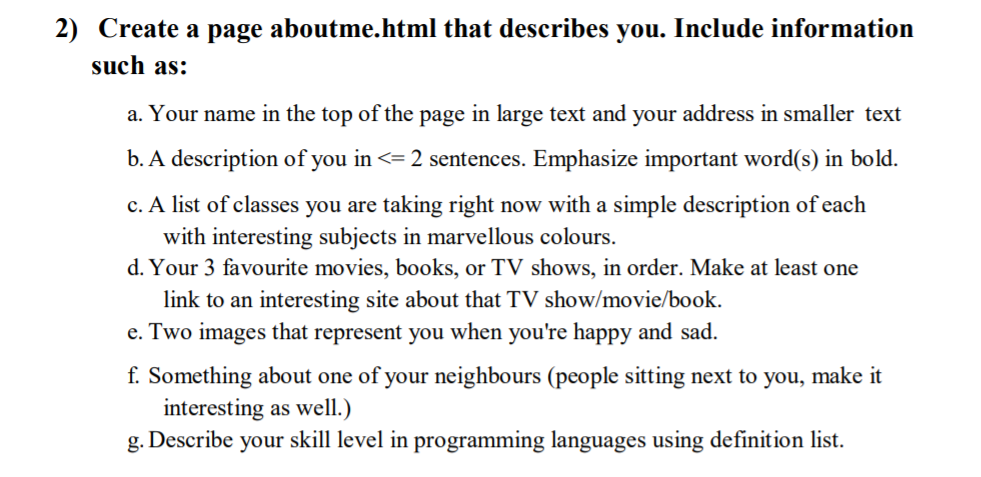 2) Create a page aboutme.html that describes you. Include information
such as:
a. Your name in the top of the page in large text and your address in smaller text
b. A description of you in <= 2 sentences. Emphasize important word(s) in bold.
c. A list of classes you are taking right now with a simple description of each
with interesting subjects in marvellous colours.
d. Your 3 favourite movies, books, or TV shows, in order. Make at least one
link to an interesting site about that TV show/movie/book.
e. Two images that represent you when you're happy and sad.
f. Something about one of your neighbours (people sitting next to you, make it
interesting as well.)
g. Describe your skill level in programming languages using definition list.